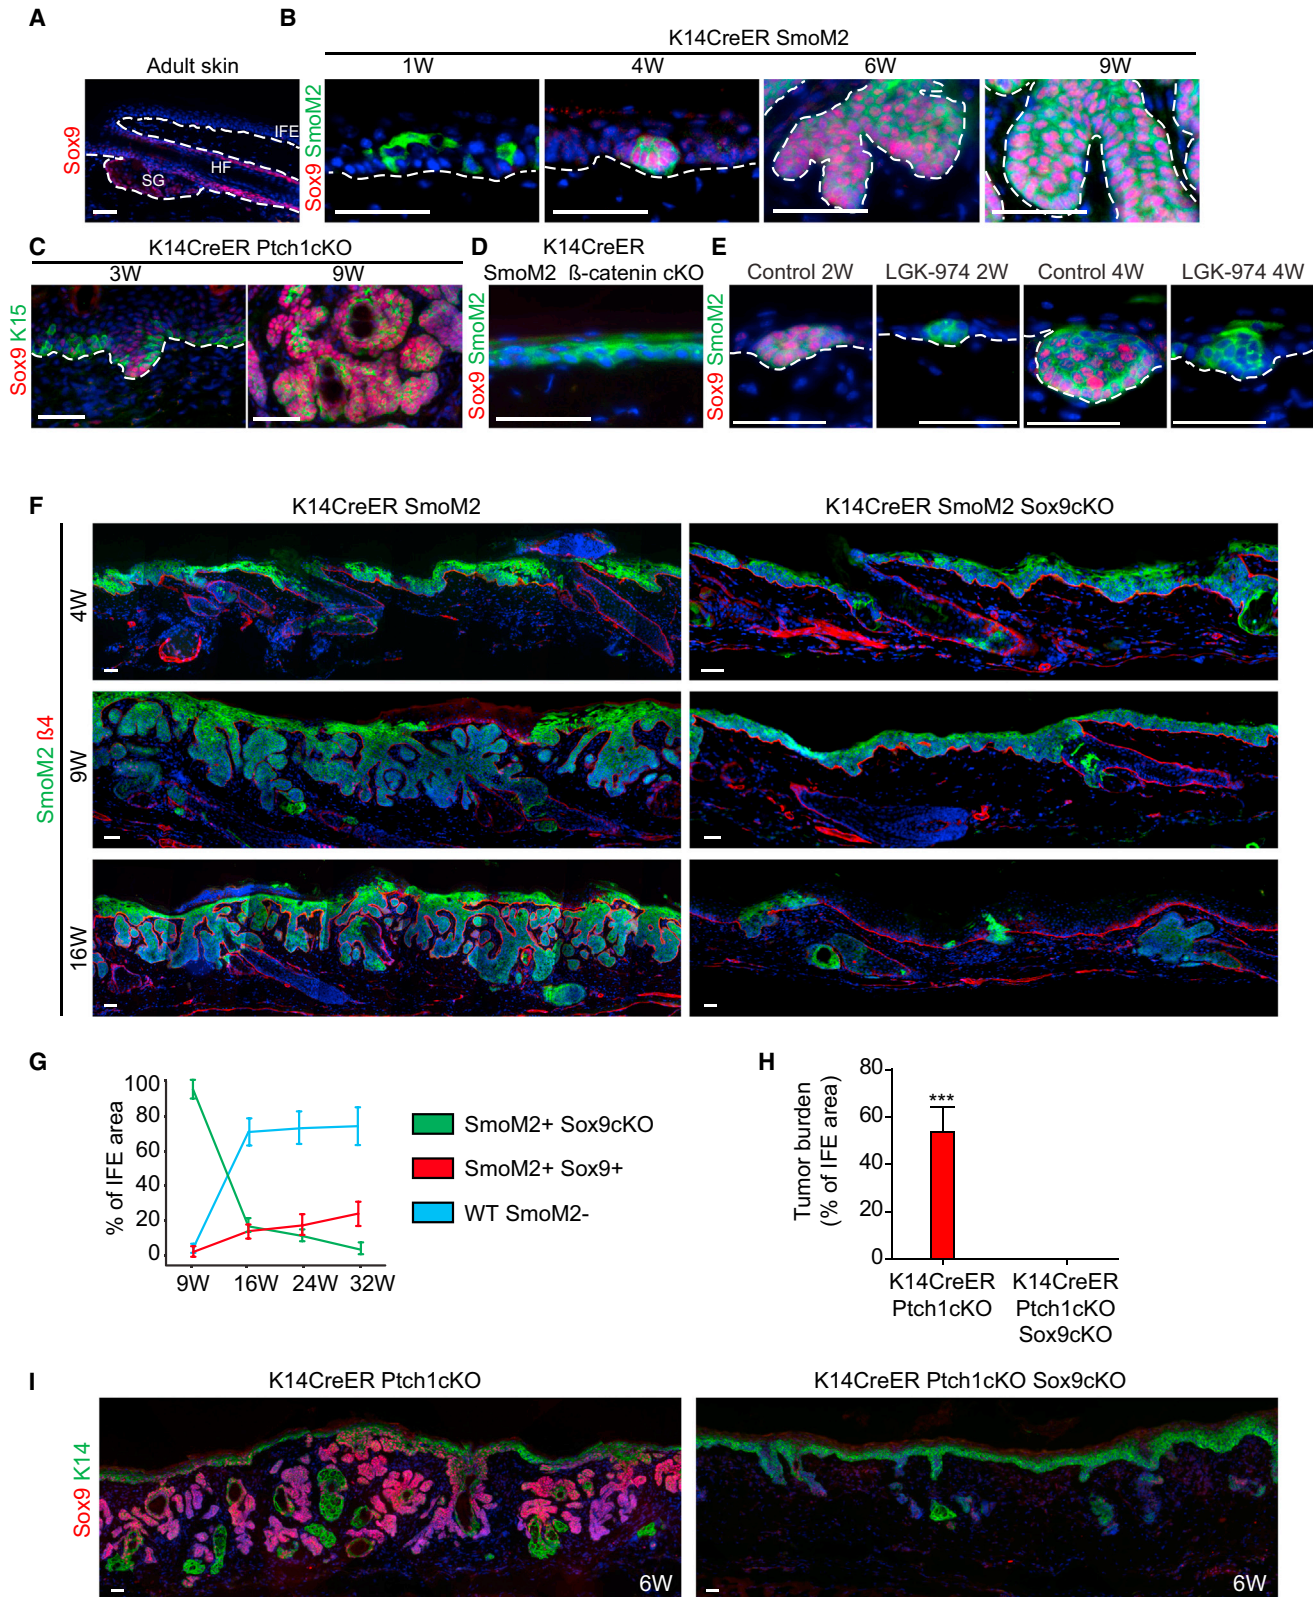 A
B
K14CreER SmoM2
Adult skin
1W
4W
6W
9W
Sox9
Sox9 SmoM2
IFE
HF
SG
C
K14CreER Ptch1cKO
3W
9W
Sox9 K15
D
K14CreER
SmoM2 ß-catenin cKO
Sox9 SmoM2
E
Control 2W
LGK-974 2W
Control 4W
LGK-974 4W
Sox9 SmoM2
F
K14CreER SmoM2
K14CreER SmoM2 Sox9cKO
4W
9W
16W
SmoM2 ß4
G
% of IFE area
100
80
60
40
20
0
9W
16W
24W
32W
SmoM2+ Sox9cKO
SmoM2+ Sox9+
WT SmoM2-
H
Tumor burden
(% of IFE area)
80
60
40
20
0
***
K14CreER
Ptch1cKO
K14CreER
Ptch1cKO
Sox9cKO
I
K14CreER Ptch1cKO
K14CreER Ptch1cKO Sox9cKO
Sox9 K14
6W
6W